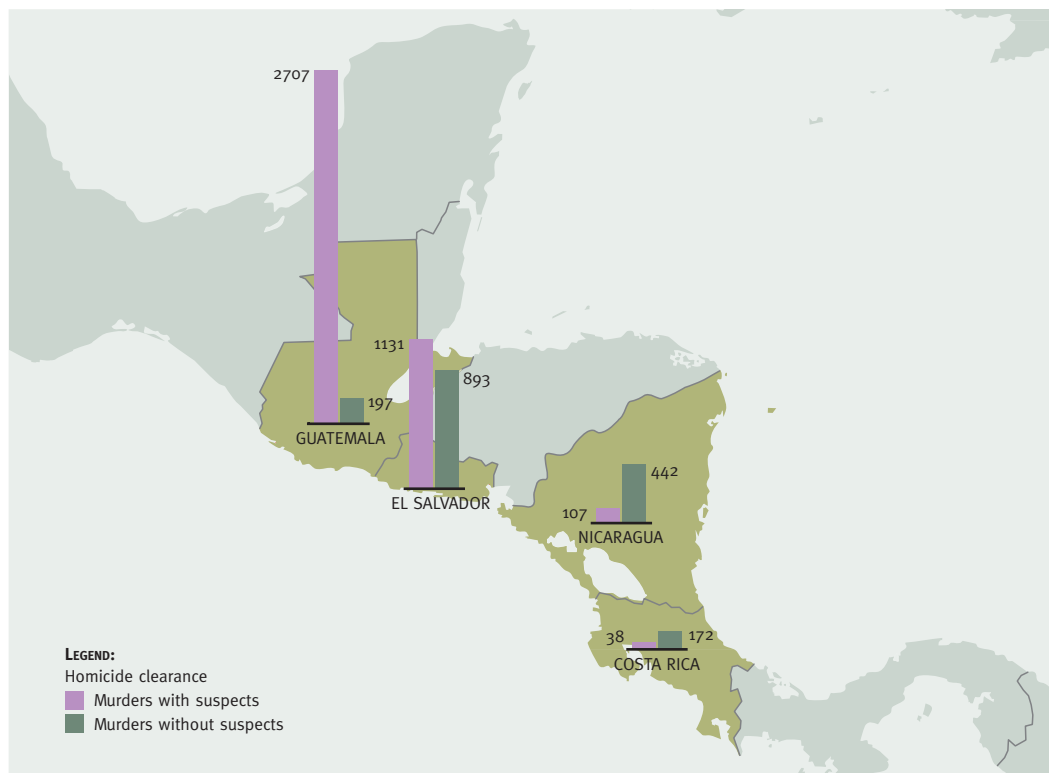 2707
197
GUATEMALA
1131
893
EL SALVADOR
107
442
NICARAGUA
38
172
COSTA RICA
LEGEND:
Homicide clearance
Murders with suspects
Murders without suspects